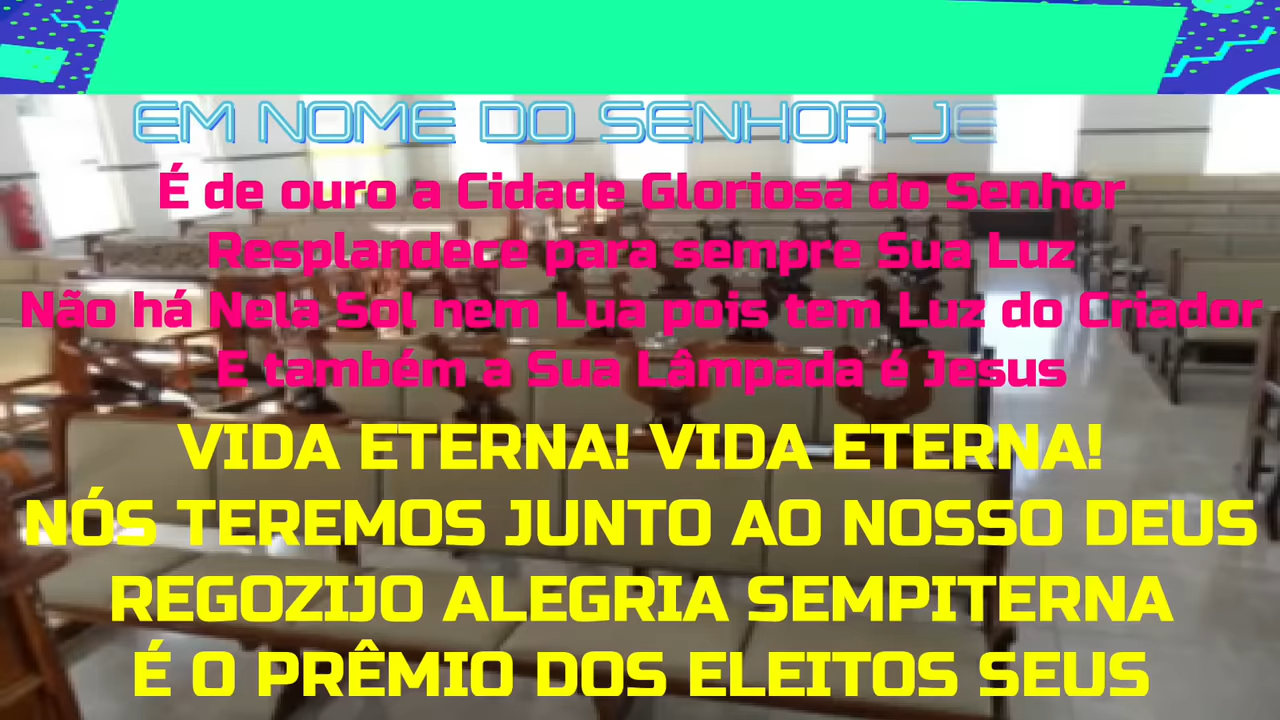 EM NOME DO SENHOR JE
É de ouro a Cidade Gloriosa do Senhor
Resplandece para sempre Sua Luz
Não há Nela Sol nem Lua pois tem Luz do Criador
E também a Sua Lâmpada é Jesus
VIDA ETERNA! VIDA ETERNA!
NÓS TEREMOS JUNTO AO NOSSO DEUS
REGOZIJO ALEGRIA SEMPITERNA
É O PRÊMIO DOS ELEITOS SEUS